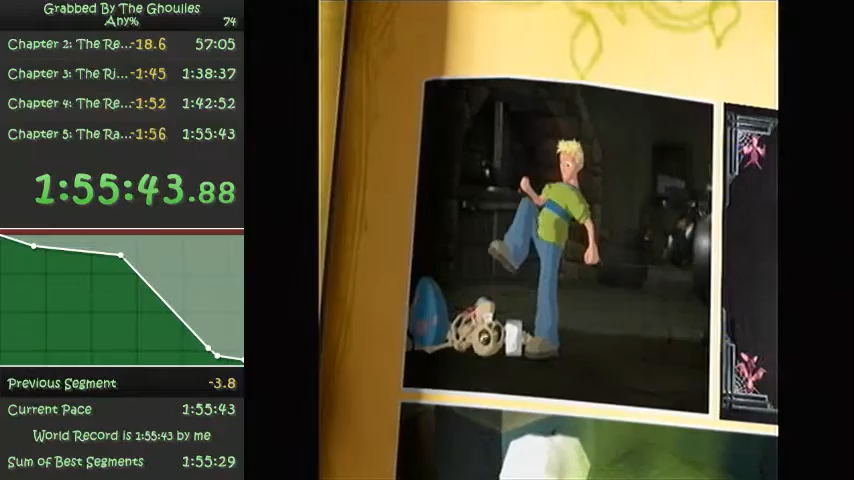 Grabbed By The Ghoulies
Any%
74
Chapter 2: The Re... -18.6 57:05
Chapter 3: The Ri... -1:45 1:38:37
Chapter 4: The Re... -1:52 1:42:52
Chapter 5: The Ra... -1:56 1:55:43
1:55:43.88
Previous Segment -3.8
Current Pace 1:55:43
World Record is 1:55:43 by me
Sum of Best Segments 1:55:29